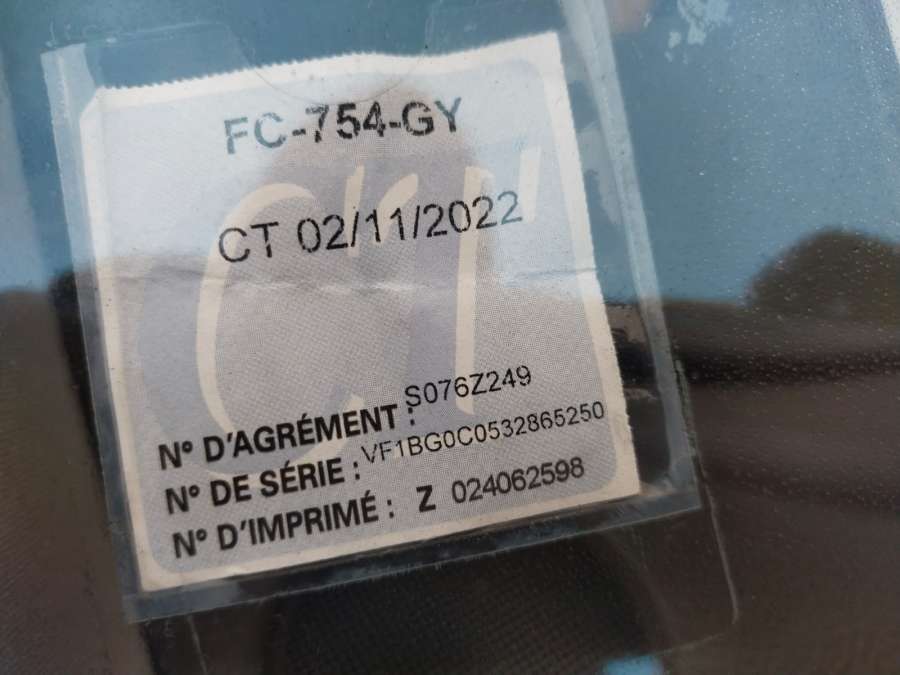 FC-754-GY
CT 02/11/2022
N° D'AGRÉMENT : S076Z249
N° DE SÉRIE : VF1BG0C0532865250
N° D'IMPRIMÉ : Z 024062598